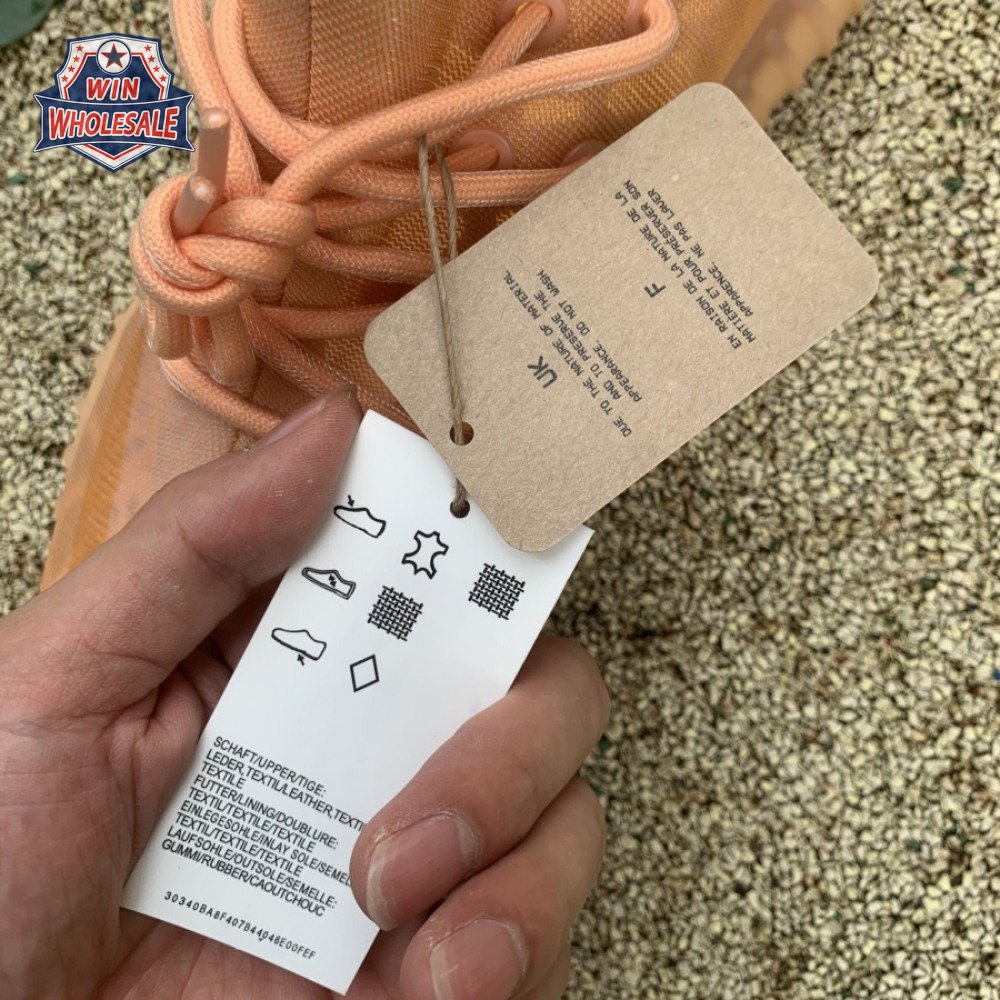 WIN
WHOLESALE
UK
DUE TO THE NATURE OF MATERIAL
AND TO PRESERVE THE
APPEARANCE. DO NOT WASH
F
EN RAISON DE LA NATURE DE LA
MATIERE ET POUR PRÉSERVER SON
APPARENCE. NE PAS LAVER
SCHAFT/UPPER/TIGE:
LEDER,TEXTIL/LEATHER,TEXTI
TEXTILE
FUTTER/LINING/DOUBLURE:
TEXTIL/TEXTILE/TEXTILE
EINLEGESOHLE/INLAY SOLE/SEMEL
TEXTIL/TEXTILE/TEXTILE
LAUFSOHLE/OUTSOLE/SEMELLE:
GUMMI/RUBBER/CAOUTCHOUC
30340BA8F407B44046E00FEF